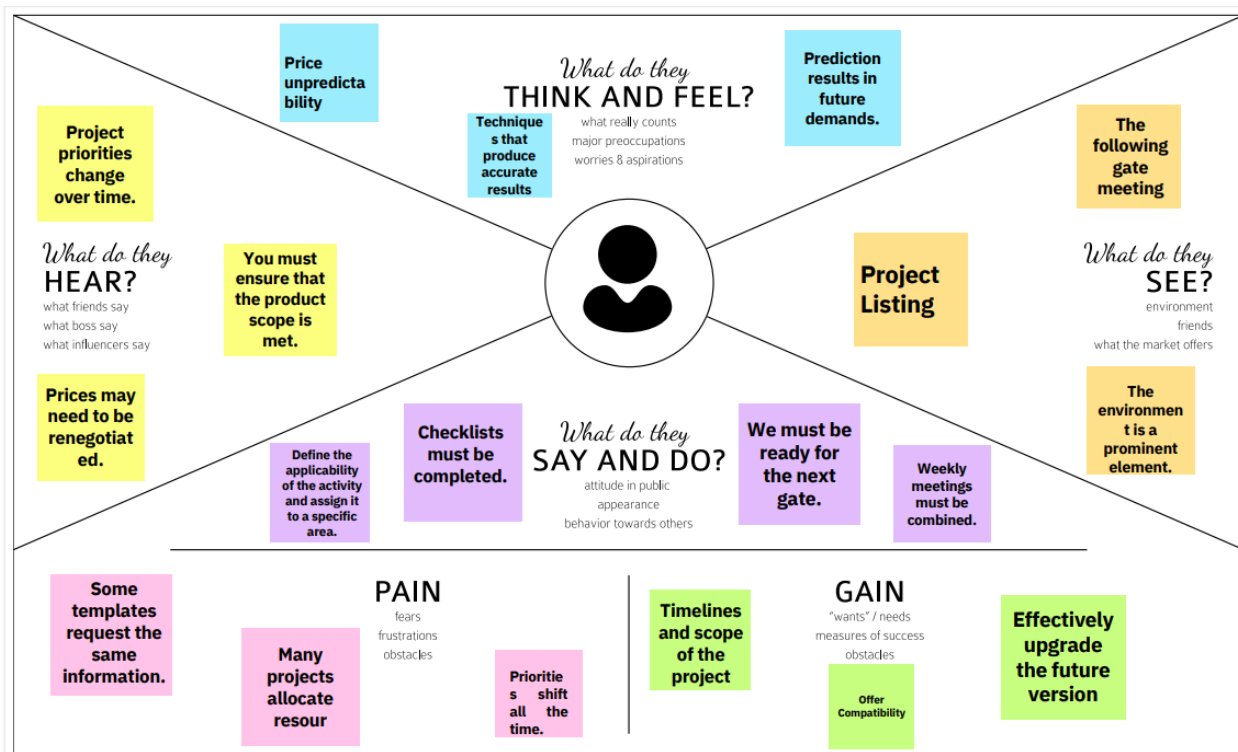 What do they
THINK AND FEEL?
what really counts
major preoccupations
worries & aspirations
Price
unpredicta
bility
Technique
s that
produce
accurate
results
Prediction
results in
future
demands.
What do they
HEAR?
what friends say
what boss say
what influencers say
Project
priorities
change
over time.
You must
ensure that
the product
scope is
met.
Prices may
need to be
renegotiat
ed.
What do they
SEE?
environment
friends
what the market offers
The
following
gate
meeting
Project
Listing
The
environmen
t is a
prominent
element.
What do they
SAY AND DO?
attitude in public
appearance
behavior towards others
Define the
applicability
of the activity
and assign it
to a specific
area.
Checklists
must be
completed.
We must be
ready for
the next
gate.
Weekly
meetings
must be
combined.
PAIN
fears
frustrations
obstacles
Some
templates
request the
same
information.
Many
projects
allocate
resour
Prioritie
s shift
all the
time.
GAIN
"wants" / needs
measures of success
obstacles
Timelines
and scope
of the
project
Offer
Compatibility
Effectively
upgrade
the future
version